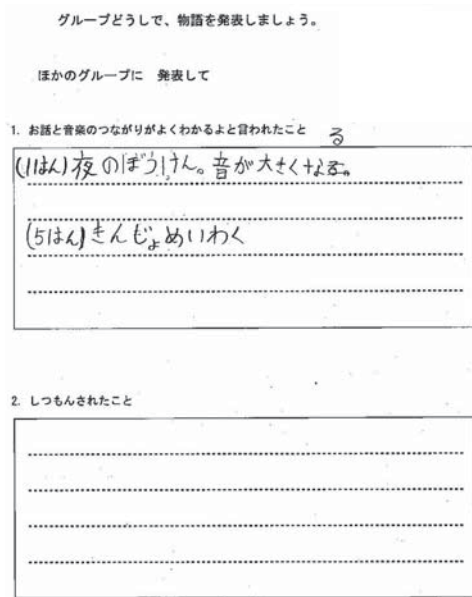 グループどうしで、物語を発表しましょう。
ほかのグループに 発表して
1. お話と音楽のつながりがよくわかるよと言われたこと
る
(1はん)夜のぼうけん。音が大きくなる。
(5はん)きんじょめいわく
2. しつもんされたこと